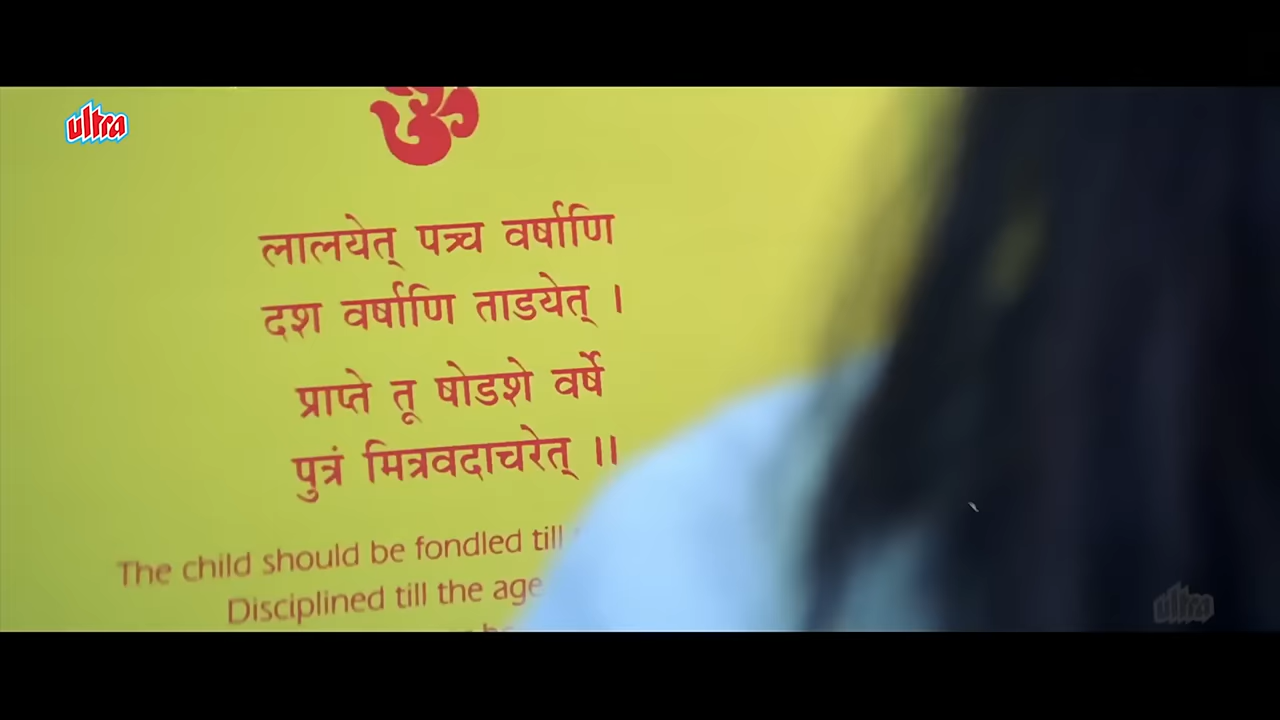 ultra
ॐ
लालयेत् पञ्च वर्षाणि
दश वर्षाणि ताडयेत् ।
प्राप्ते तू षोडशे वर्षे
पुत्रं मित्रवदाचरेत् ।।
The child should be fondled till
Disciplined till the age
ultra